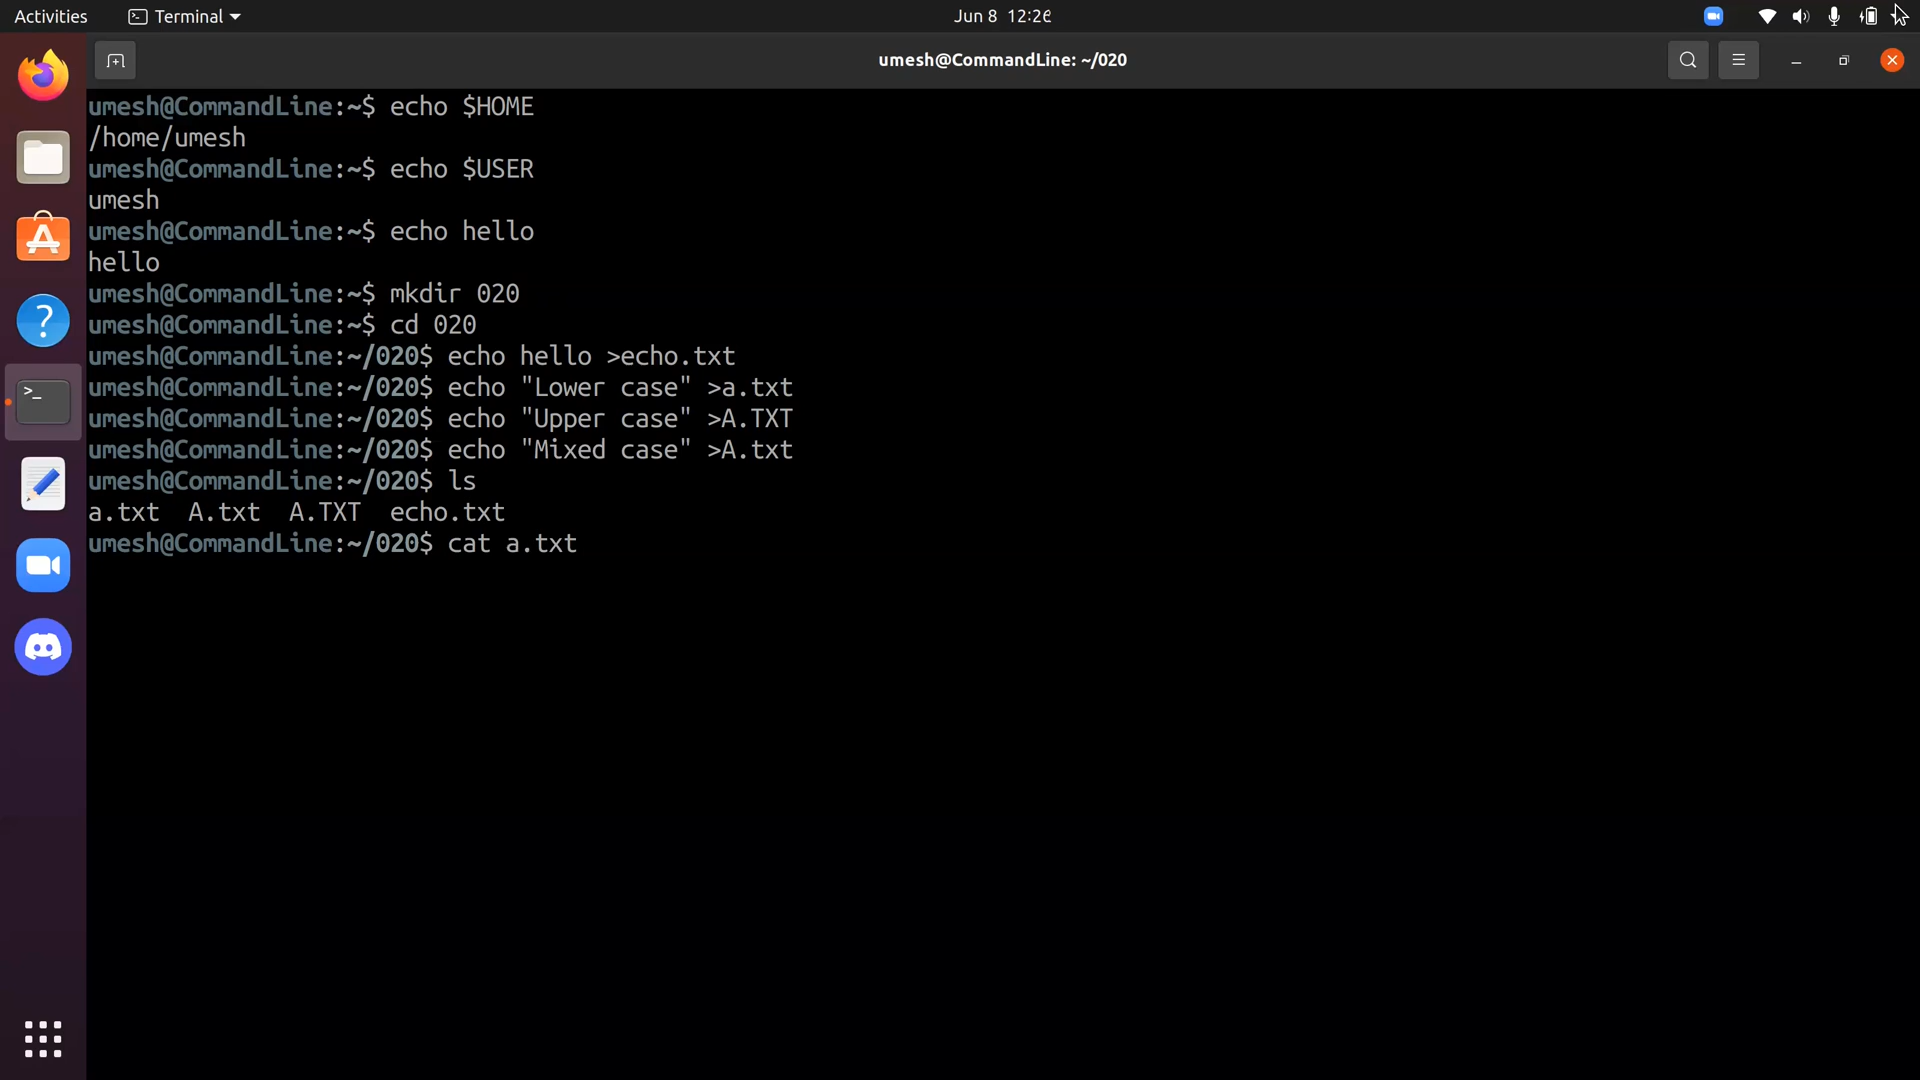 Activities Terminal Jun 8 12:26
umesh@CommandLine: ~/020
umesh@CommandLine:~$ echo $HOME
/home/umesh
umesh@CommandLine:~$ echo $USER
umesh
umesh@CommandLine:~$ echo hello
hello
umesh@CommandLine:~$ mkdir 020
umesh@CommandLine:~$ cd 020
umesh@CommandLine:~/020$ echo hello >echo.txt
umesh@CommandLine:~/020$ echo "Lower case" >a.txt
umesh@CommandLine:~/020$ echo "Upper case" >A.TXT
umesh@CommandLine:~/020$ echo "Mixed case" >A.txt
umesh@CommandLine:~/020$ ls
a.txt  A.txt  A.TXT  echo.txt
umesh@CommandLine:~/020$ cat a.txt